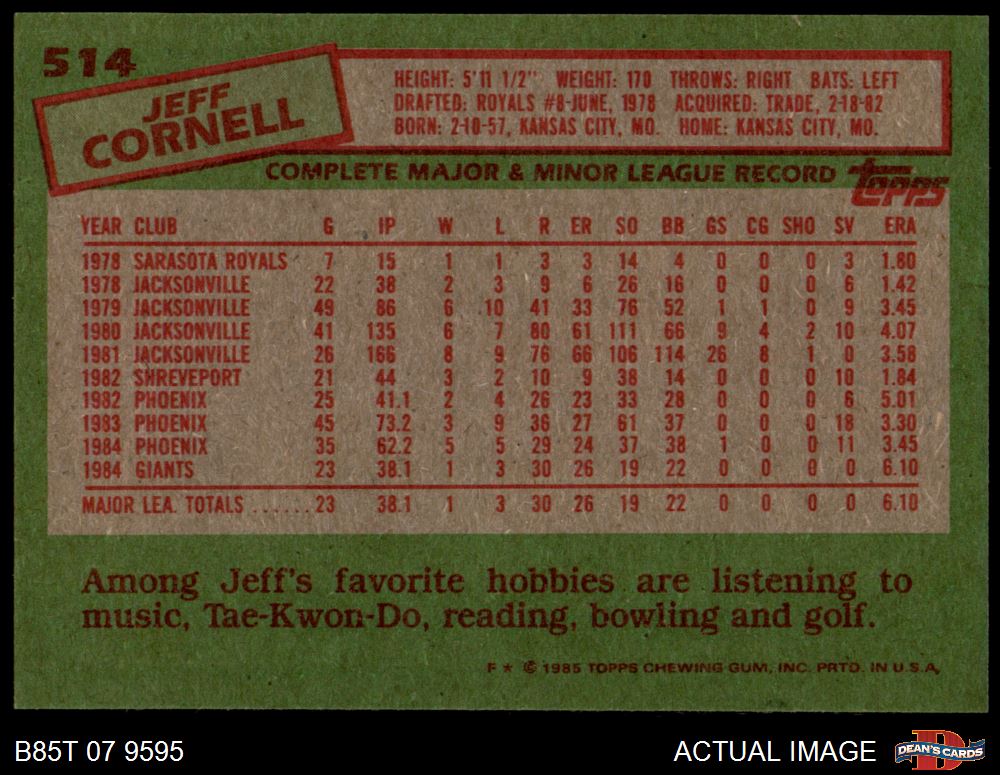 514
JEFF
CORNELL
HEIGHT: 5'11 1/2" WEIGHT: 170 THROWS: RIGHT BATS: LEFT
DRAFTED: ROYALS #8-JUNE, 1978 ACQUIRED: TRADE, 2-18-82
BORN: 2-10-57, KANSAS CITY, MO. HOME: KANSAS CITY, MO.
COMPLETE MAJOR & MINOR LEAGUE RECORD topps
YEAR CLUB G IP W L R ER SO BB GS CG SHO SV ERA
1978 SARASOTA ROYALS 7 15 1 1 3 3 14 4 0 0 0 3 1.80
1978 JACKSONVILLE 22 38 2 3 9 6 26 16 0 0 0 6 1.42
1979 JACKSONVILLE 49 86 6 10 41 33 76 52 1 1 0 9 3.45
1980 JACKSONVILLE 41 135 6 7 80 61 111 66 9 4 2 10 4.07
1981 JACKSONVILLE 26 166 8 9 76 66 106 114 26 8 1 0 3.58
1982 SHREVEPORT 21 44 3 2 10 9 38 14 0 0 0 10 1.84
1982 PHOENIX 25 41.1 2 4 26 23 33 28 0 0 0 6 5.01
1983 PHOENIX 45 73.2 3 9 36 27 61 37 0 0 0 18 3.30
1984 PHOENIX 35 62.2 5 5 29 24 37 38 1 0 0 11 3.45
1984 GIANTS 23 38.1 1 3 30 26 19 22 0 0 0 0 6.10
MAJOR LEA. TOTALS ......23 38.1 1 3 30 26 19 22 0 0 0 0 6.10
Among Jeff's favorite hobbies are listening to
music, Tae-Kwon-Do, reading, bowling and golf.
F ★ © 1985 TOPPS CHEWING GUM, INC. PRTD. IN U.S.A.
B85T 07 9595 ACTUAL IMAGE D DEAN'S CARDS